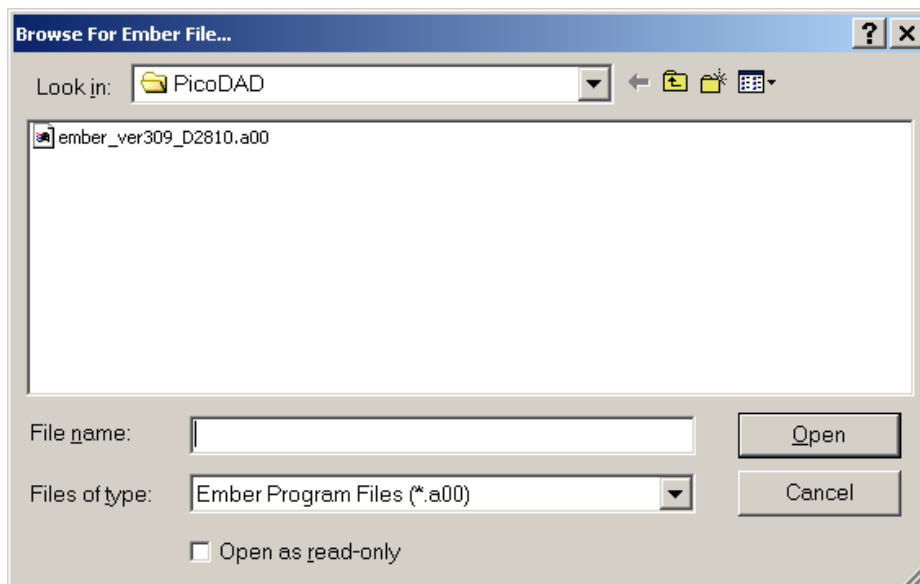 Browse For Ember File...
Look in: PicoDAD
ember_ver309_D2810.a00
File name: Open
Files of type: Ember Program Files (*.a00) Cancel
Open as read-only